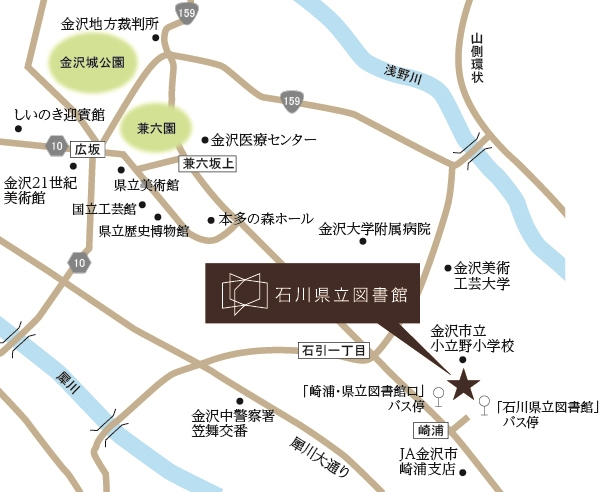 159
金沢地方裁判所
金沢城公園
山側環状
浅野川
159
しいのき迎賓館
兼六園
10
広坂
金沢医療センター
兼六坂上
金沢21世紀
美術館
県立美術館
国立工芸館
県立歴史博物館
本多の森ホール
金沢大学附属病院
10
金沢美術
工芸大学
石川県立図書館
金沢市立
小立野小学校
石引一丁目
犀川
「崎浦・県立図書館口」
バス停
「石川県立図書館」
バス停
金沢中警察署
笠舞交番
崎浦
犀川大通り
JA金沢市
崎浦支店